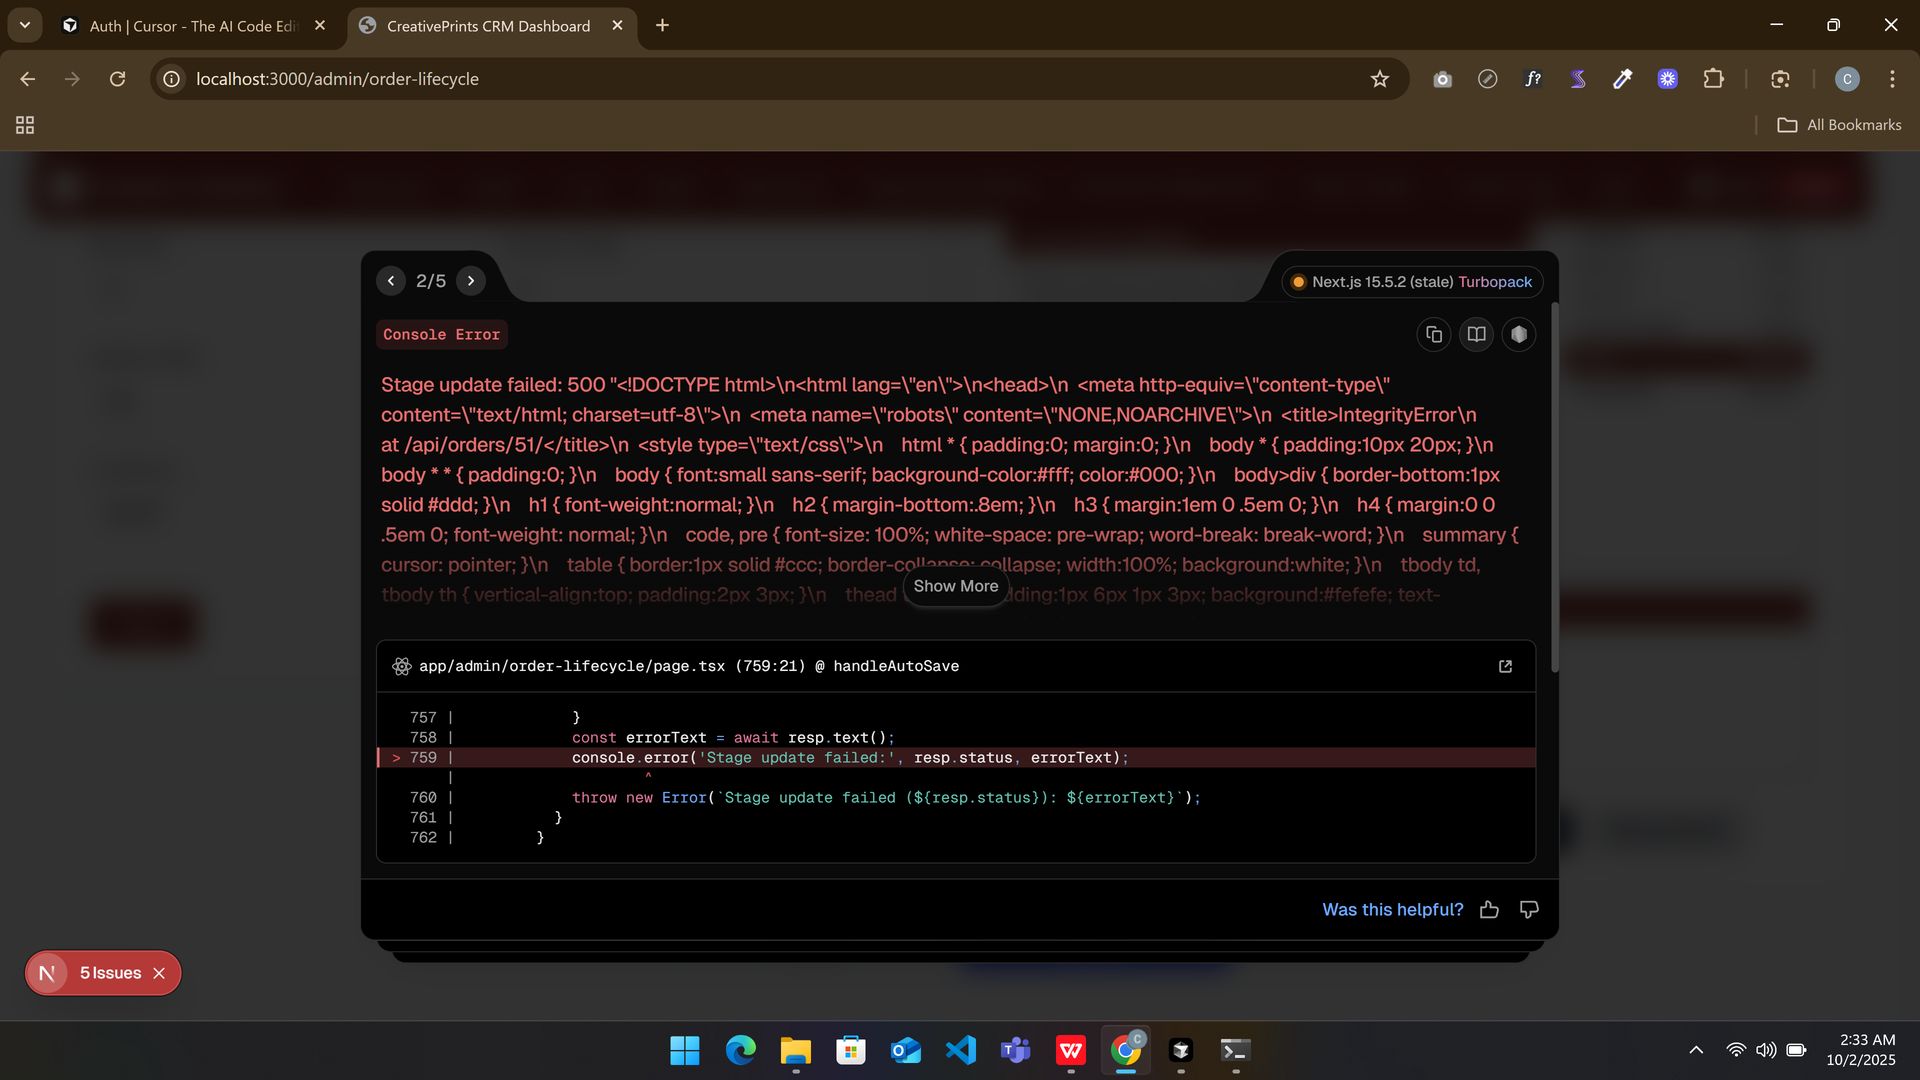 Auth | Cursor - The AI Code Edi
CreativePrints CRM Dashboard
localhost:3000/admin/order-lifecycle
f?
C
All Bookmarks
2/5
Next.js 15.5.2 (stale) Turbopack
Console Error
Stage update failed: 500 "<!DOCTYPE html>\n<html lang=\"en\">\n<head>\n  <meta http-equiv=\"content-type\"
content=\"text/html; charset=utf-8\">\n  <meta name=\"robots\" content=\"NONE,NOARCHIVE\">\n  <title>IntegrityError\n
at /api/orders/51/</title>\n  <style type=\"text/css\">\n    html * { padding:0; margin:0; }\n    body * { padding:10px 20px; }\n
body * * { padding:0; }\n    body { font:small sans-serif; background-color:#fff; color:#000; }\n    body>div { border-bottom:1px
solid #ddd; }\n    h1 { font-weight:normal; }\n    h2 { margin-bottom:.8em; }\n    h3 { margin:1em 0 .5em 0; }\n    h4 { margin:0 0
.5em 0; font-weight: normal; }\n    code, pre { font-size: 100%; white-space: pre-wrap; word-break: break-word; }\n    summary {
cursor: pointer; }\n    table { border:1px solid #ccc; border-collapse: collapse; width:100%; background:white; }\n    tbody td,
tbody th { vertical-align:top; padding:2px 3px; }\n    thead padding:1px 6px 1px 3px; background:#fefefe; text-
Show More
app/admin/order-lifecycle/page.tsx (759:21) @ handleAutoSave
757 |             }
758 |             const errorText = await resp.text();
> 759 |             console.error('Stage update failed:', resp.status, errorText);
|                     ^
760 |             throw new Error(`Stage update failed (${resp.status}): ${errorText}`);
761 |           }
762 |         }
Was this helpful?
N 5 Issues
C
2:33 AM
10/2/2025